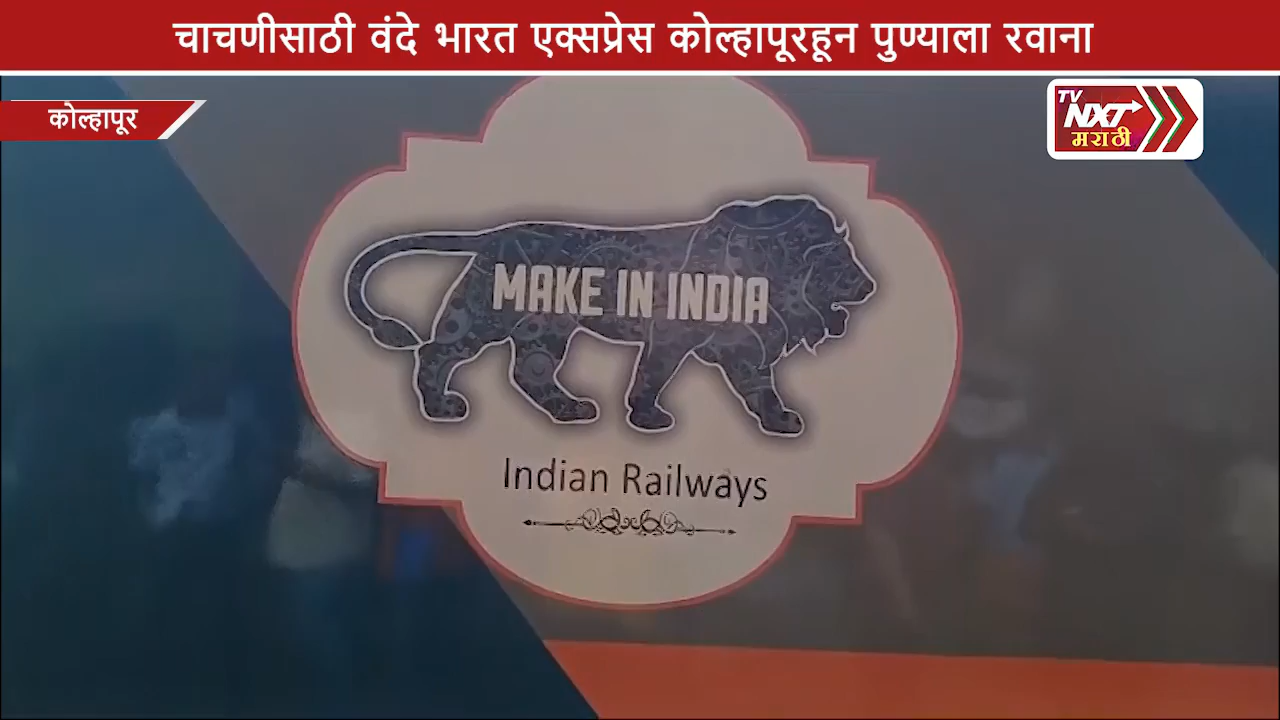 चाचणीसाठी वंदे भारत एक्सप्रेस कोल्हापूरहून पुण्याला रवाना
कोल्हापूर
TV
NXT
मराठी
MAKE IN INDIA
Indian Railways